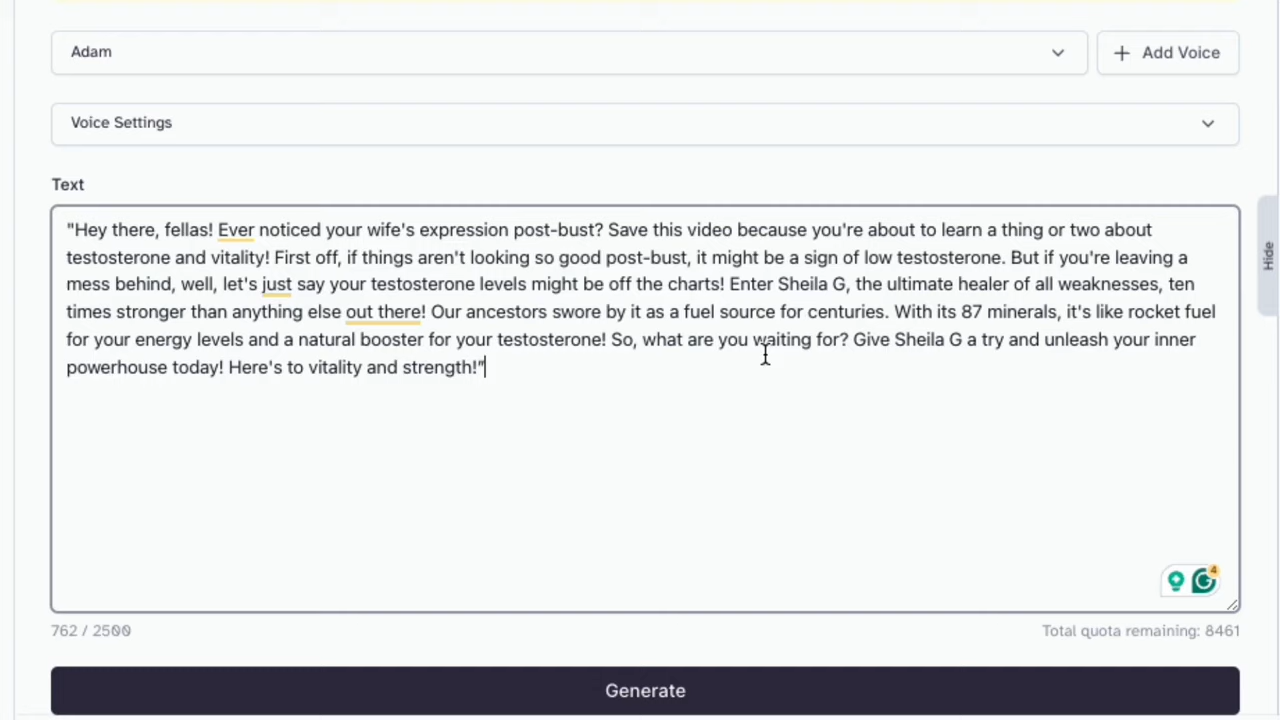 Adam
Add Voice
Voice Settings
Text
"Hey there, fellas! Ever noticed your wife's expression post-bust? Save this video because you're about to learn a thing or two about
testosterone and vitality! First off, if things aren't looking so good post-bust, it might be a sign of low testosterone. But if you're leaving a
mess behind, well, let's just say your testosterone levels might be off the charts! Enter Sheila G, the ultimate healer of all weaknesses, ten
times stronger than anything else out there! Our ancestors swore by it as a fuel source for centuries. With its 87 minerals, it's like rocket fuel
for your energy levels and a natural booster for your testosterone! So, what are you waiting for? Give Sheila G a try and unleash your inner
powerhouse today! Here's to vitality and strength!"
Hide
4
762 / 2500
Total quota remaining: 8461
Generate